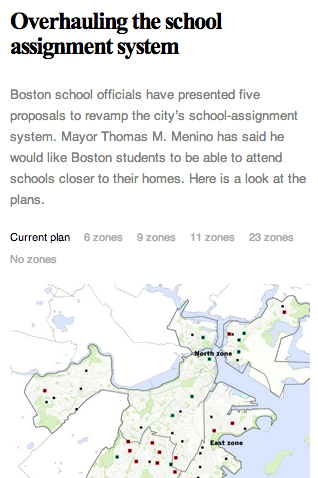 Overhauling the school
assignment system
Boston school officials have presented five
proposals to revamp the city's school-assignment
system. Mayor Thomas M. Menino has said he
would like Boston students to be able to attend
schools closer to their homes. Here is a look at the
plans.
Current plan 6 zones 9 zones 11 zones 23 zones
No zones
North zone
East zone